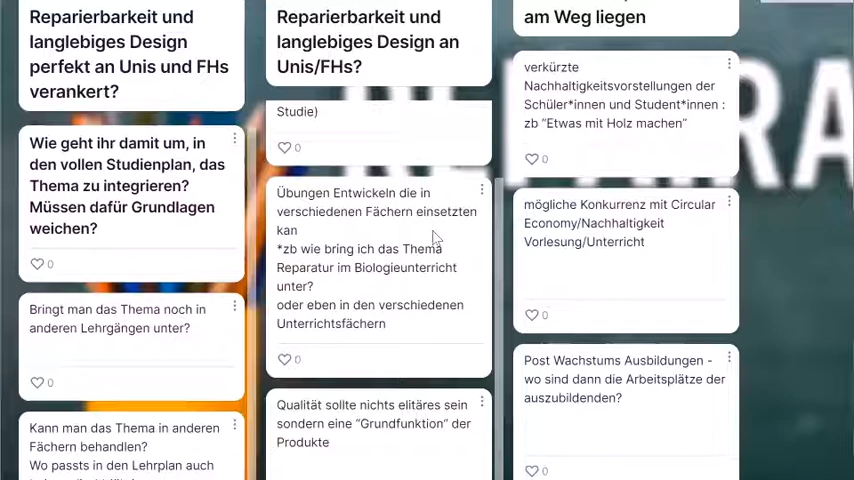 Reparierbarkeit und
langlebiges Design
perfekt an Unis und FHs
verankert?
Wie geht ihr damit um, in
den vollen Studienplan, das
Thema zu integrieren?
Müssen dafür Grundlagen
weichen?
0
Bringt man das Thema noch in
anderen Lehrgängen unter?
0
Kann man das Thema in anderen
Fächern behandlen?
Wo passts in den Lehrplan auch
Reparierbarkeit und
langlebiges Design an
Unis/FHs?
Studie)
0
Übungen Entwickeln die in
verschiedenen Fächern einsetzten
kan
*zb wie bring ich das Thema
Reparatur im Biologieunterricht
unter?
oder eben in den verschiedenen
Unterrichtsfächern
0
Qualität sollte nichts elitäres sein
sondern eine "Grundfunktion" der
Produkte
am Weg liegen
verkürzte
Nachhaltigkeitsvorstellungen der
Schüler*innen und Student*innen :
zb "Etwas mit Holz machen"
0
mögliche Konkurrenz mit Circular
Economy/Nachhaltigkeit
Vorlesung/Unterricht
0
Post Wachstums Ausbildungen -
wo sind dann die Arbeitsplätze der
auszubildenden?
0